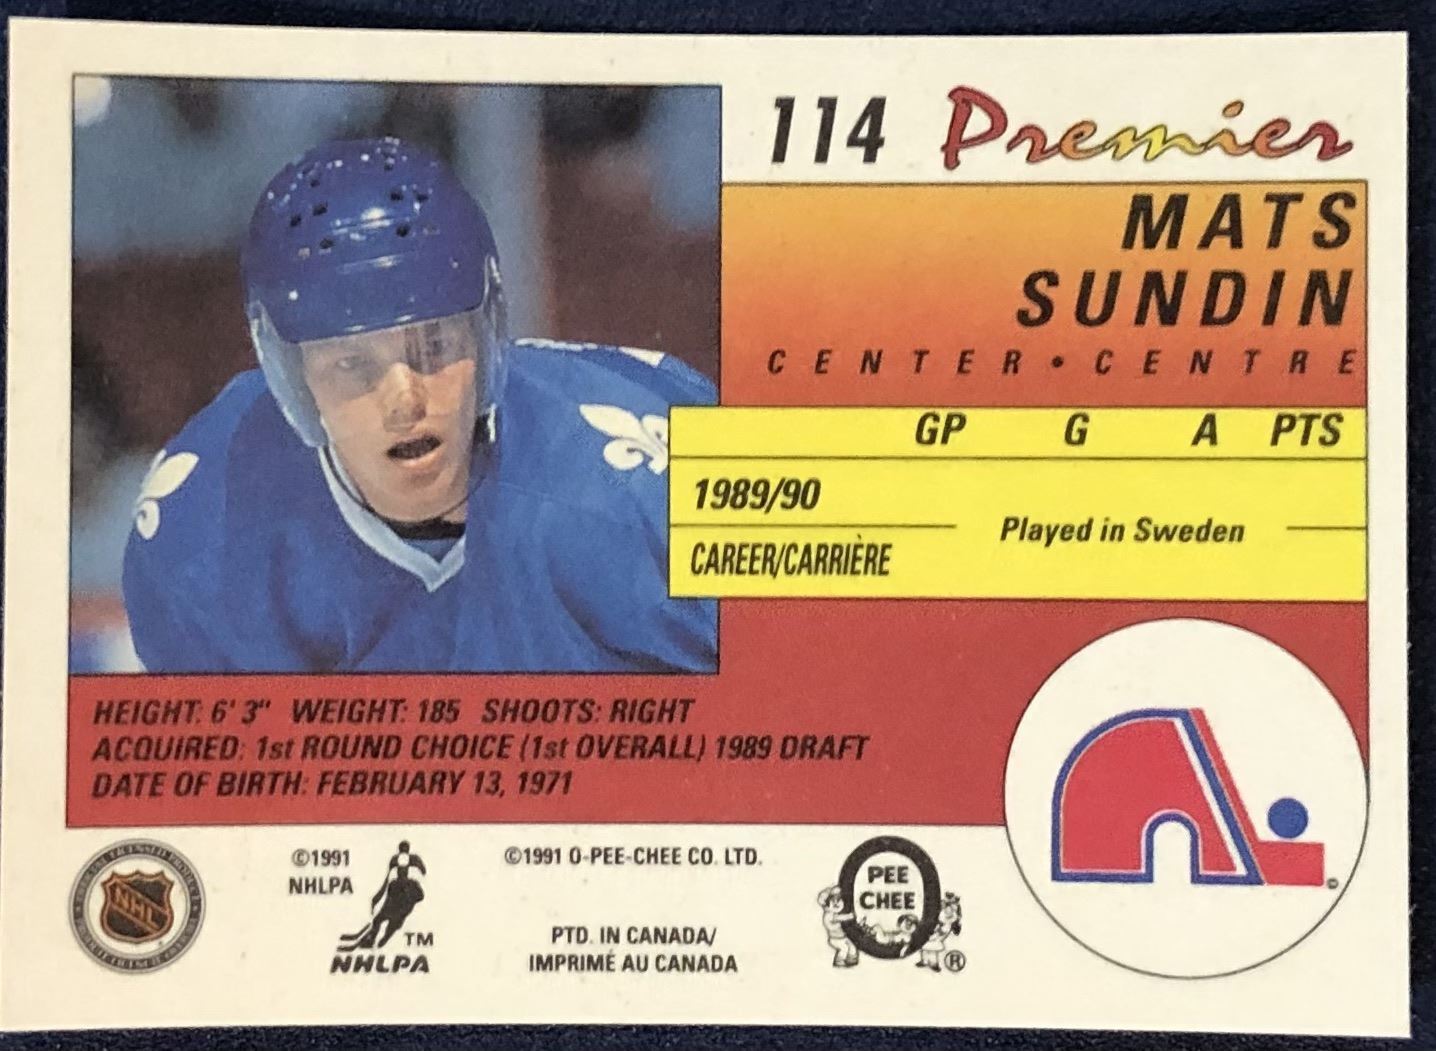 114 Premier
MATS
SUNDIN
CENTER • CENTRE
GP G A PTS
1989/90
Played in Sweden
CAREER/CARRIÈRE
HEIGHT: 6' 3" WEIGHT: 185 SHOOTS: RIGHT
ACQUIRED: 1st ROUND CHOICE (1st OVERALL) 1989 DRAFT
DATE OF BIRTH: FEBRUARY 13, 1971
NHL
©1991
NHLPA
TM
NHLPA
©1991 O-PEE-CHEE CO. LTD.
PTD. IN CANADA/
IMPRIMÉ AU CANADA
O
PEE
CHEE
®